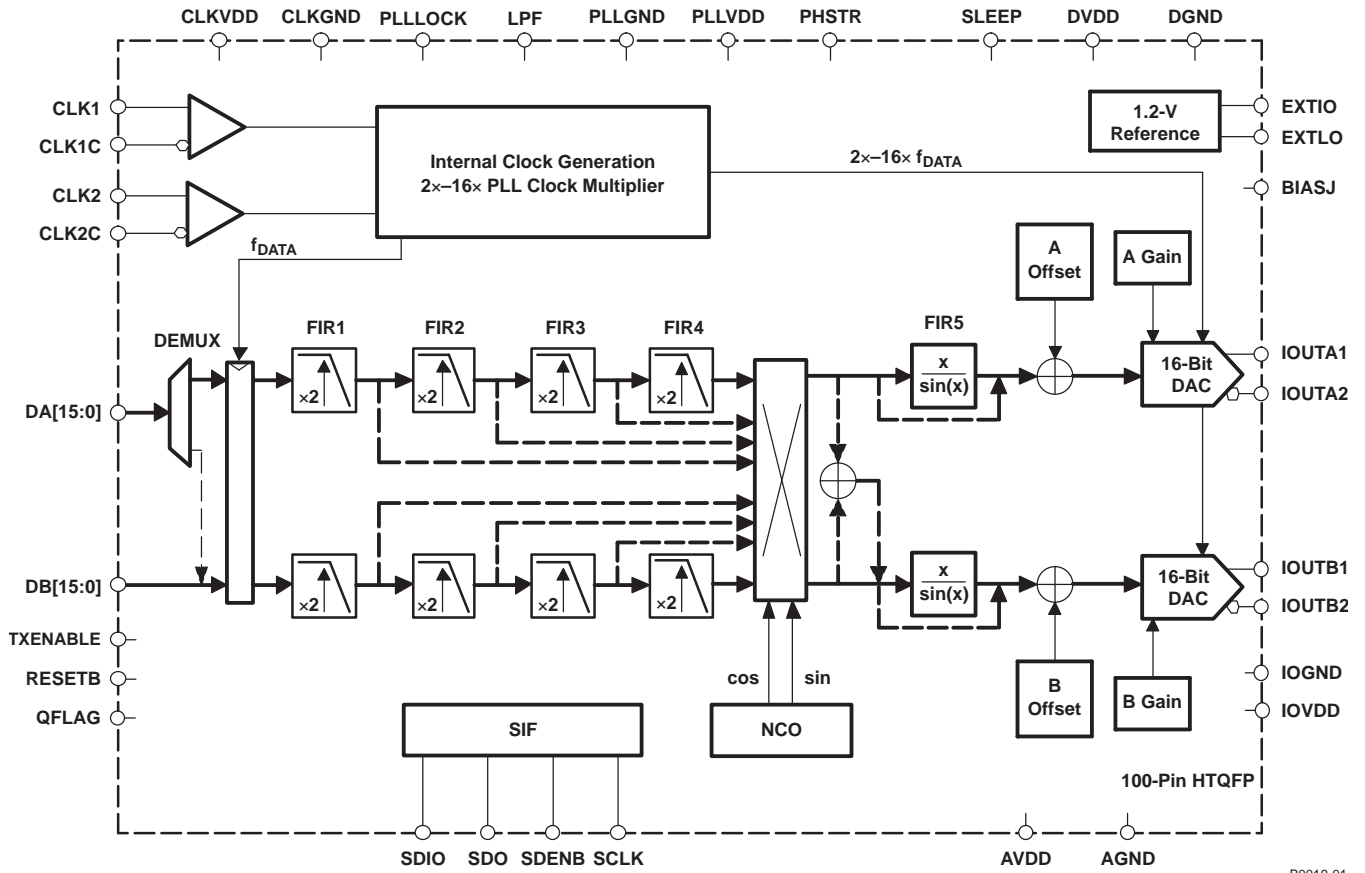 CLKVDD CLKGND PLLLOCK LPF PLLGND PLLVDD PHSTR SLEEP DVDD DGND
CLK1
CLK1C
CLK2
CLK2C
Internal Clock Generation
2×–16× PLL Clock Multiplier
2×–16× fDATA
fDATA
1.2-V
Reference
EXTIO
EXTLO
BIASJ
A
Offset
A Gain
DEMUX
FIR1 FIR2 FIR3 FIR4 FIR5
×2 ×2 ×2 ×2
x
sin(x)
16-Bit
DAC
IOUTA1
IOUTA2
DA[15:0]
DB[15:0]
×2 ×2 ×2 ×2
x
sin(x)
16-Bit
DAC
IOUTB1
IOUTB2
TXENABLE
RESETB
QFLAG
cos sin
SIF
NCO
B
Offset
B Gain
IOGND
IOVDD
100-Pin HTQFP
SDIO SDO SDENB SCLK AVDD AGND